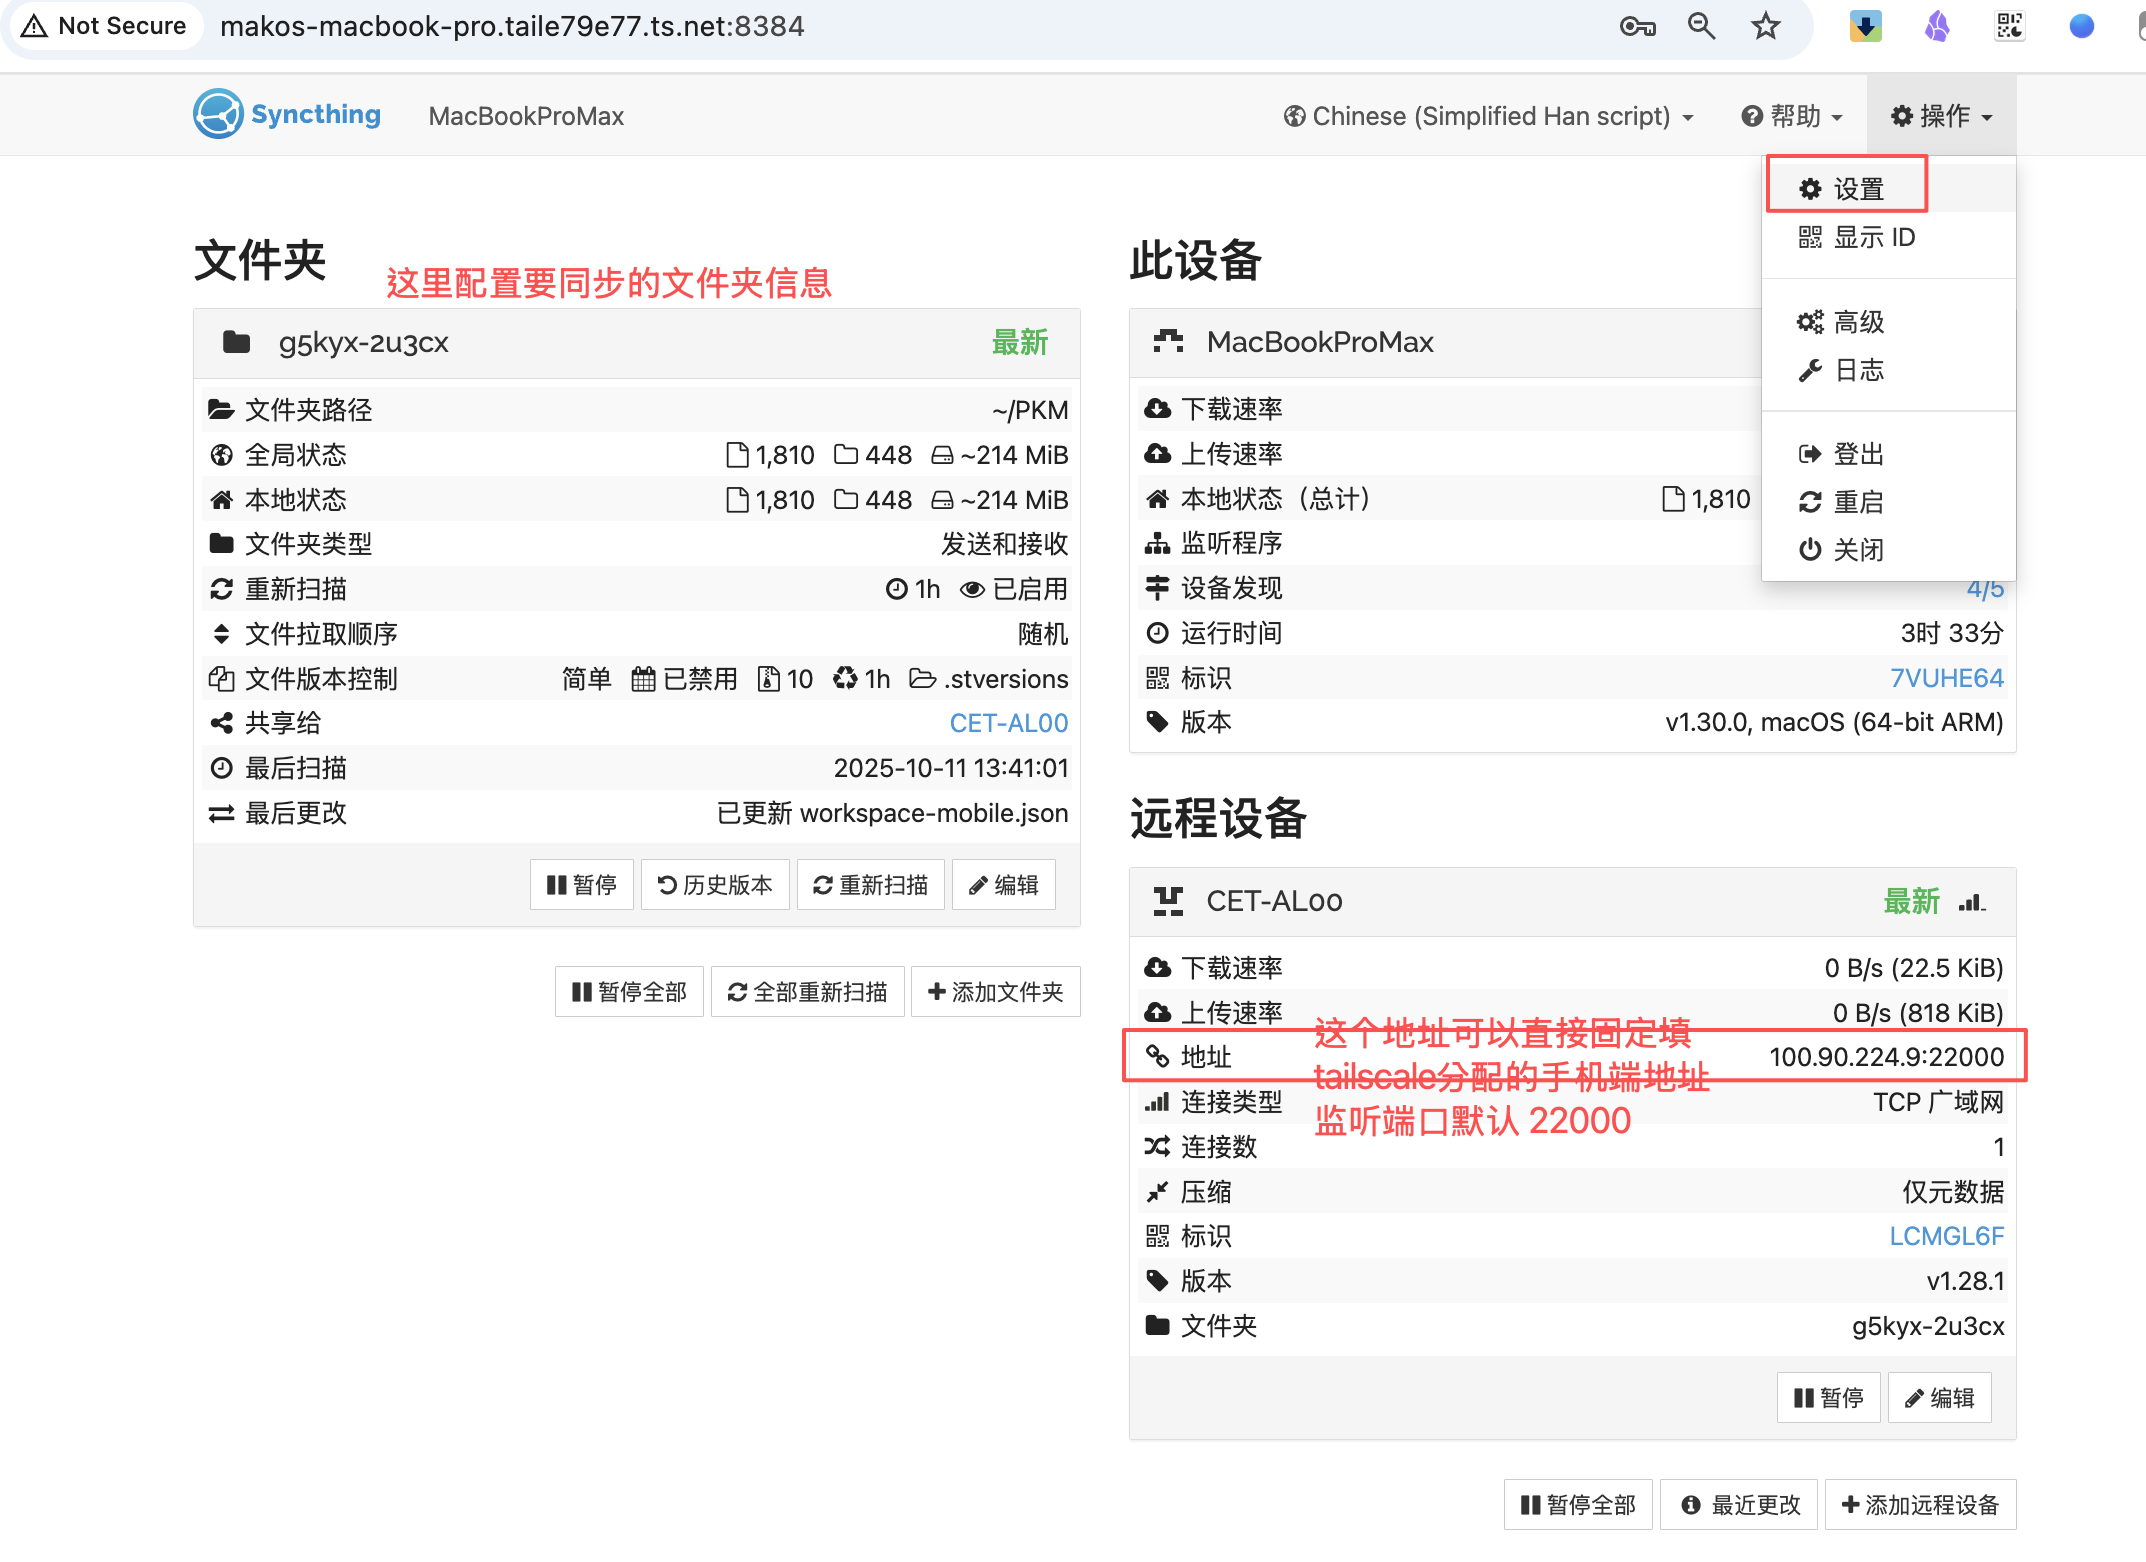 Not Secure
makos-macbook-pro.taile79e77.ts.net:8384
Syncthing
MacBookProMax
Chinese (Simplified Han script)
帮助
操作
设置
显示 ID
高级
日志
登出
重启
关闭
文件夹
这里配置要同步的文件夹信息
g5kyx-2u3cx
最新
文件夹路径
~/PKM
全局状态
1,810 448 ~214 MiB
本地状态
1,810 448 ~214 MiB
文件夹类型
发送和接收
重新扫描
1h 已启用
文件拉取顺序
随机
文件版本控制
简单 已禁用 10 1h .stversions
共享给
CET-AL00
最后扫描
2025-10-11 13:41:01
最后更改
已更新 workspace-mobile.json
暂停
历史版本
重新扫描
编辑
暂停全部
全部重新扫描
添加文件夹
此设备
MacBookProMax
下载速率
上传速率
本地状态（总计）
1,810
监听程序
设备发现
4/5
运行时间
3时 33分
标识
7VUHE64
版本
v1.30.0, macOS (64-bit ARM)
远程设备
CET-AL00
最新
下载速率
0 B/s (22.5 KiB)
上传速率
0 B/s (818 KiB)
地址
100.90.224.9:22000
这个地址可以直接固定填
tailscale分配的手机端地址
监听端口默认 22000
连接类型
TCP 广域网
连接数
1
压缩
仅元数据
标识
LCMGL6F
版本
v1.28.1
文件夹
g5kyx-2u3cx
暂停
编辑
暂停全部
最近更改
添加远程设备